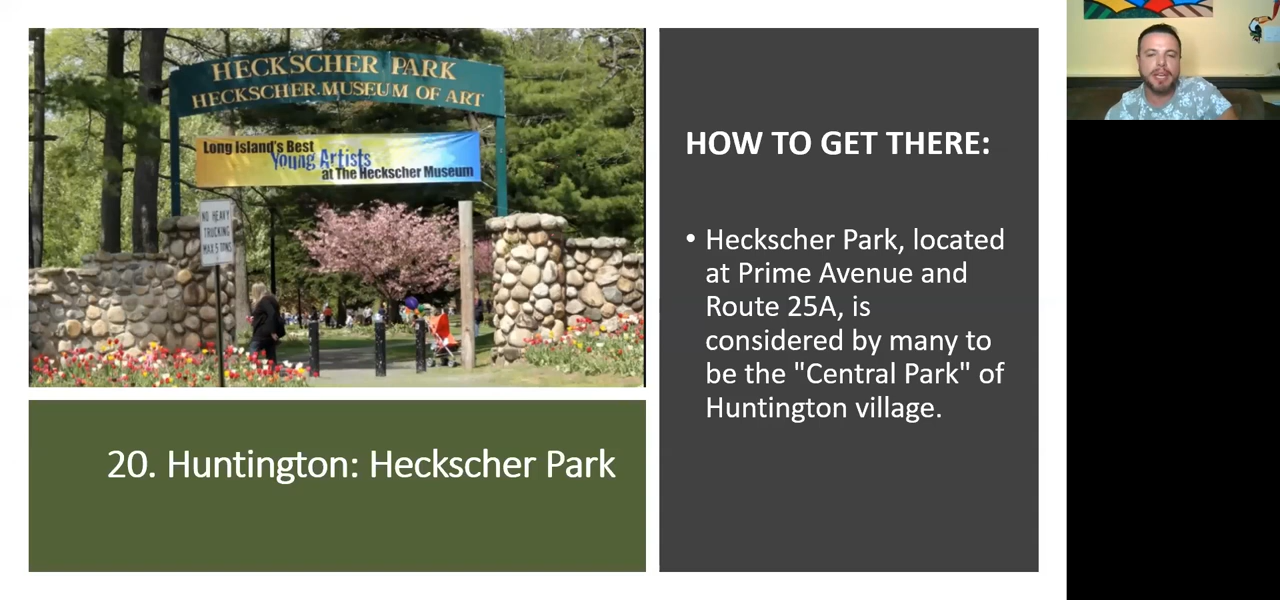 HECKSCHER PARK
HECKSCHER MUSEUM OF ART
Long Island's Best
Young Artists
at The Heckscher Museum
NO HEAVY
TRUCKING
MAX 5 TONS
20. Huntington: Heckscher Park
HOW TO GET THERE:
• Heckscher Park, located
at Prime Avenue and
Route 25A, is
considered by many to
be the "Central Park" of
Huntington village.